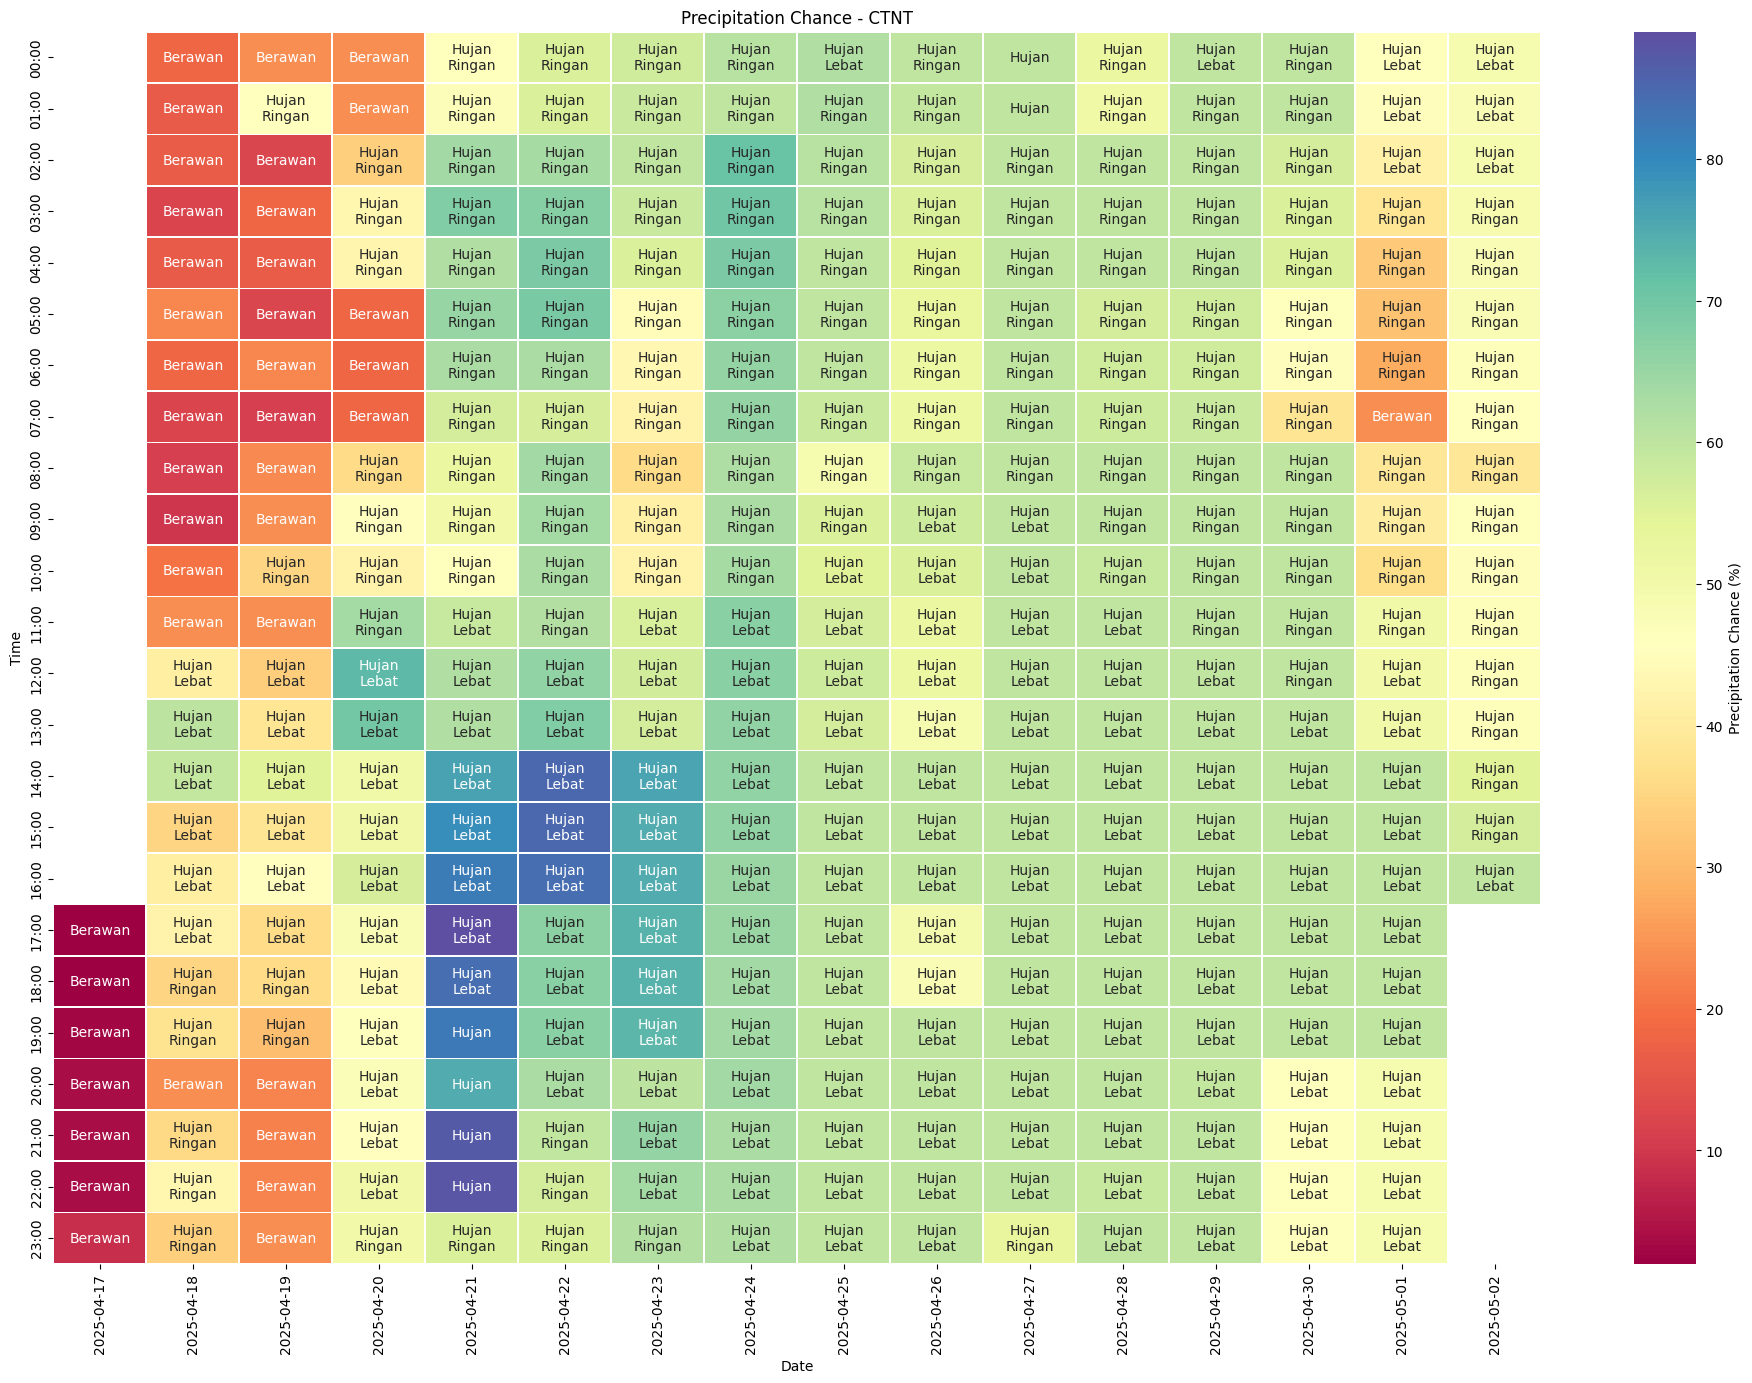 Precipitation Chance - CTNT
00:00 Berawan Berawan Berawan Hujan Ringan Hujan Ringan Hujan Ringan Hujan Ringan Hujan Lebat Hujan Ringan Hujan Hujan Ringan Hujan Lebat Hujan Ringan Hujan Lebat Hujan Lebat
01:00 Berawan Hujan Ringan Berawan Hujan Ringan Hujan Ringan Hujan Ringan Hujan Ringan Hujan Ringan Hujan Ringan Hujan Hujan Ringan Hujan Ringan Hujan Ringan Hujan Lebat Hujan Lebat
02:00 Berawan Berawan Hujan Ringan Hujan Ringan Hujan Ringan Hujan Ringan Hujan Ringan Hujan Ringan Hujan Ringan Hujan Ringan Hujan Ringan Hujan Ringan Hujan Ringan Hujan Lebat Hujan Lebat
03:00 Berawan Berawan Hujan Ringan Hujan Ringan Hujan Ringan Hujan Ringan Hujan Ringan Hujan Ringan Hujan Ringan Hujan Ringan Hujan Ringan Hujan Ringan Hujan Ringan Hujan Ringan Hujan Ringan
04:00 Berawan Berawan Hujan Ringan Hujan Ringan Hujan Ringan Hujan Ringan Hujan Ringan Hujan Ringan Hujan Ringan Hujan Ringan Hujan Ringan Hujan Ringan Hujan Ringan Hujan Ringan Hujan Ringan
05:00 Berawan Berawan Berawan Hujan Ringan Hujan Ringan Hujan Ringan Hujan Ringan Hujan Ringan Hujan Ringan Hujan Ringan Hujan Ringan Hujan Ringan Hujan Ringan Hujan Ringan Hujan Ringan
06:00 Berawan Berawan Berawan Hujan Ringan Hujan Ringan Hujan Ringan Hujan Ringan Hujan Ringan Hujan Ringan Hujan Ringan Hujan Ringan Hujan Ringan Hujan Ringan Hujan Ringan Hujan Ringan
07:00 Berawan Berawan Berawan Hujan Ringan Hujan Ringan Hujan Ringan Hujan Ringan Hujan Ringan Hujan Ringan Hujan Ringan Hujan Ringan Hujan Ringan Hujan Ringan Berawan Hujan Ringan
08:00 Berawan Berawan Hujan Ringan Hujan Ringan Hujan Ringan Hujan Ringan Hujan Ringan Hujan Ringan Hujan Ringan Hujan Ringan Hujan Ringan Hujan Ringan Hujan Ringan Hujan Ringan Hujan Ringan
09:00 Berawan Berawan Hujan Ringan Hujan Ringan Hujan Ringan Hujan Ringan Hujan Ringan Hujan Ringan Hujan Lebat Hujan Lebat Hujan Ringan Hujan Ringan Hujan Ringan Hujan Ringan Hujan Ringan
10:00 Berawan Hujan Ringan Hujan Ringan Hujan Ringan Hujan Ringan Hujan Ringan Hujan Ringan Hujan Lebat Hujan Lebat Hujan Lebat Hujan Ringan Hujan Ringan Hujan Ringan Hujan Ringan Hujan Ringan
11:00 Berawan Berawan Hujan Ringan Hujan Lebat Hujan Ringan Hujan Lebat Hujan Lebat Hujan Lebat Hujan Lebat Hujan Lebat Hujan Lebat Hujan Ringan Hujan Ringan Hujan Ringan Hujan Ringan
12:00 Hujan Lebat Hujan Lebat Hujan Lebat Hujan Lebat Hujan Lebat Hujan Lebat Hujan Lebat Hujan Lebat Hujan Lebat Hujan Lebat Hujan Lebat Hujan Lebat Hujan Ringan Hujan Lebat Hujan Ringan
13:00 Hujan Lebat Hujan Lebat Hujan Lebat Hujan Lebat Hujan Lebat Hujan Lebat Hujan Lebat Hujan Lebat Hujan Lebat Hujan Lebat Hujan Lebat Hujan Lebat Hujan Lebat Hujan Lebat Hujan Ringan
14:00 Hujan Lebat Hujan Lebat Hujan Lebat Hujan Lebat Hujan Lebat Hujan Lebat Hujan Lebat Hujan Lebat Hujan Lebat Hujan Lebat Hujan Lebat Hujan Lebat Hujan Lebat Hujan Lebat Hujan Ringan
15:00 Hujan Lebat Hujan Lebat Hujan Lebat Hujan Lebat Hujan Lebat Hujan Lebat Hujan Lebat Hujan Lebat Hujan Lebat Hujan Lebat Hujan Lebat Hujan Lebat Hujan Lebat Hujan Lebat Hujan Ringan
16:00 Hujan Lebat Hujan Lebat Hujan Lebat Hujan Lebat Hujan Lebat Hujan Lebat Hujan Lebat Hujan Lebat Hujan Lebat Hujan Lebat Hujan Lebat Hujan Lebat Hujan Lebat Hujan Lebat Hujan Lebat
17:00 Berawan Hujan Lebat Hujan Lebat Hujan Lebat Hujan Lebat Hujan Lebat Hujan Lebat Hujan Lebat Hujan Lebat Hujan Lebat Hujan Lebat Hujan Lebat Hujan Lebat Hujan Lebat Hujan Lebat
18:00 Berawan Hujan Ringan Hujan Ringan Hujan Lebat Hujan Lebat Hujan Lebat Hujan Lebat Hujan Lebat Hujan Lebat Hujan Lebat Hujan Lebat Hujan Lebat Hujan Lebat Hujan Lebat Hujan Lebat
19:00 Berawan Hujan Ringan Hujan Ringan Hujan Lebat Hujan Hujan Lebat Hujan Lebat Hujan Lebat Hujan Lebat Hujan Lebat Hujan Lebat Hujan Lebat Hujan Lebat Hujan Lebat Hujan Lebat
20:00 Berawan Berawan Berawan Hujan Lebat Hujan Hujan Lebat Hujan Lebat Hujan Lebat Hujan Lebat Hujan Lebat Hujan Lebat Hujan Lebat Hujan Lebat Hujan Lebat Hujan Lebat
21:00 Berawan Hujan Ringan Berawan Hujan Lebat Hujan Hujan Ringan Hujan Lebat Hujan Lebat Hujan Lebat Hujan Lebat Hujan Lebat Hujan Lebat Hujan Lebat Hujan Lebat Hujan Lebat
22:00 Berawan Hujan Ringan Berawan Hujan Lebat Hujan Hujan Ringan Hujan Lebat Hujan Lebat Hujan Lebat Hujan Lebat Hujan Lebat Hujan Lebat Hujan Lebat Hujan Lebat Hujan Lebat
23:00 Berawan Hujan Ringan Berawan Hujan Ringan Hujan Ringan Hujan Ringan Hujan Ringan Hujan Lebat Hujan Lebat Hujan Lebat Hujan Ringan Hujan Lebat Hujan Lebat Hujan Lebat Hujan Lebat
Time
2025-04-17 2025-04-18 2025-04-19 2025-04-20 2025-04-21 2025-04-22 2025-04-23 2025-04-24 2025-04-25 2025-04-26 2025-04-27 2025-04-28 2025-04-29 2025-04-30 2025-05-01 2025-05-02
Date
80
70
60
50
40
30
20
10
Precipitation Chance (%)